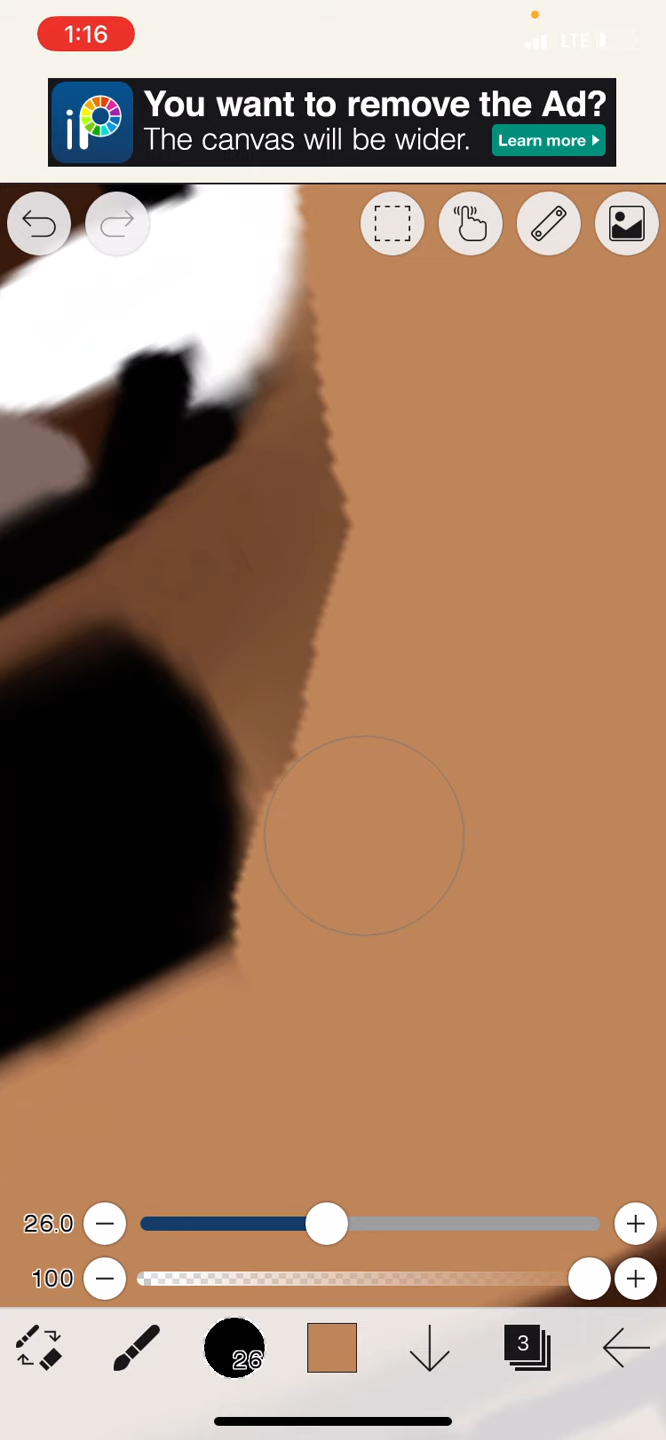 1:16
LTE
iP
You want to remove the Ad?
The canvas will be wider.
Learn more
26.0
100
26
3